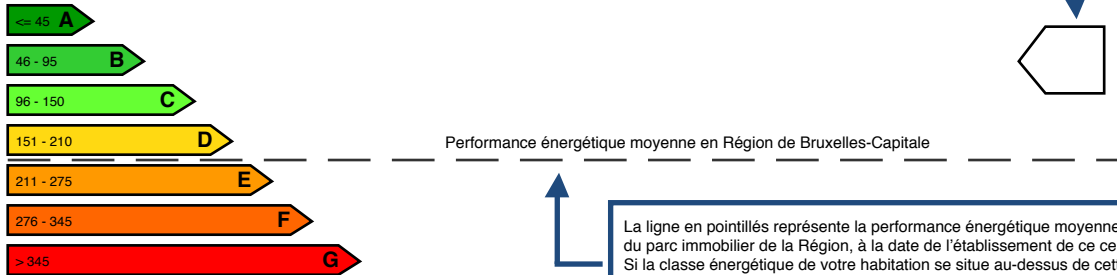 <= 45 A
46 - 95 B
96 - 150 C
151 - 210 D
Performance énergétique moyenne en Région de Bruxelles-Capitale
211 - 275 E
276 - 345 F
> 345 G
La ligne en pointillés représente la performance énergétique moyenne
du parc immobilier de la Région, à la date de l'établissement de ce
Si la classe énergétique de votre habitation se situe au-dessus de